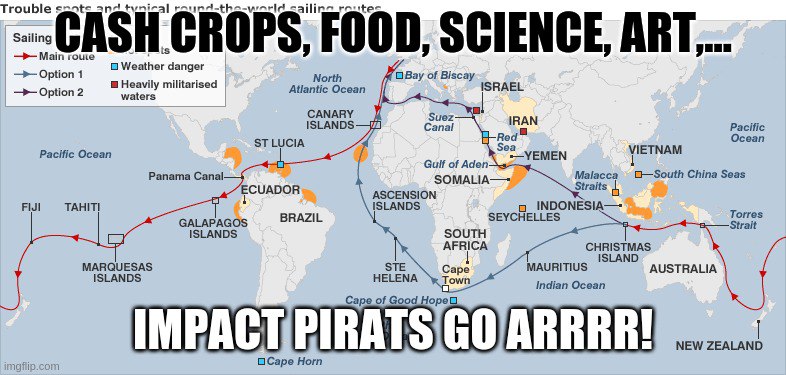 Trouble spots and typical round-the-world sailing routes
CASH CROPS, FOOD, SCIENCE, ART,...
Sailing
Main route
Option 1
Option 2
Weather danger
Heavily militarised
waters
North
Atlantic Ocean
Bay of Biscay
ISRAEL
CANARY
ISLANDS
Suez
Canal
IRAN
Red
Sea
Pacific
Ocean
Pacific Ocean
ST LUCIA
VIETNAM
Gulf of Aden
YEMEN
Panama Canal
SOMALIA
Malacca
Straits
South China Seas
ECUADOR
FIJI
TAHITI
BRAZIL
ASCENSION
ISLANDS
INDONESIA
SEYCHELLES
Torres
Strait
GALAPAGOS
ISLANDS
SOUTH
AFRICA
CHRISTMAS
ISLAND
MARQUESAS
ISLANDS
STE
HELENA
Cape
Town
MAURITIUS
AUSTRALIA
Indian Ocean
Cape of Good Hope
IMPACT PIRATS GO ARRRR!
NEW ZEALAND
Cape Horn
imgflip.com